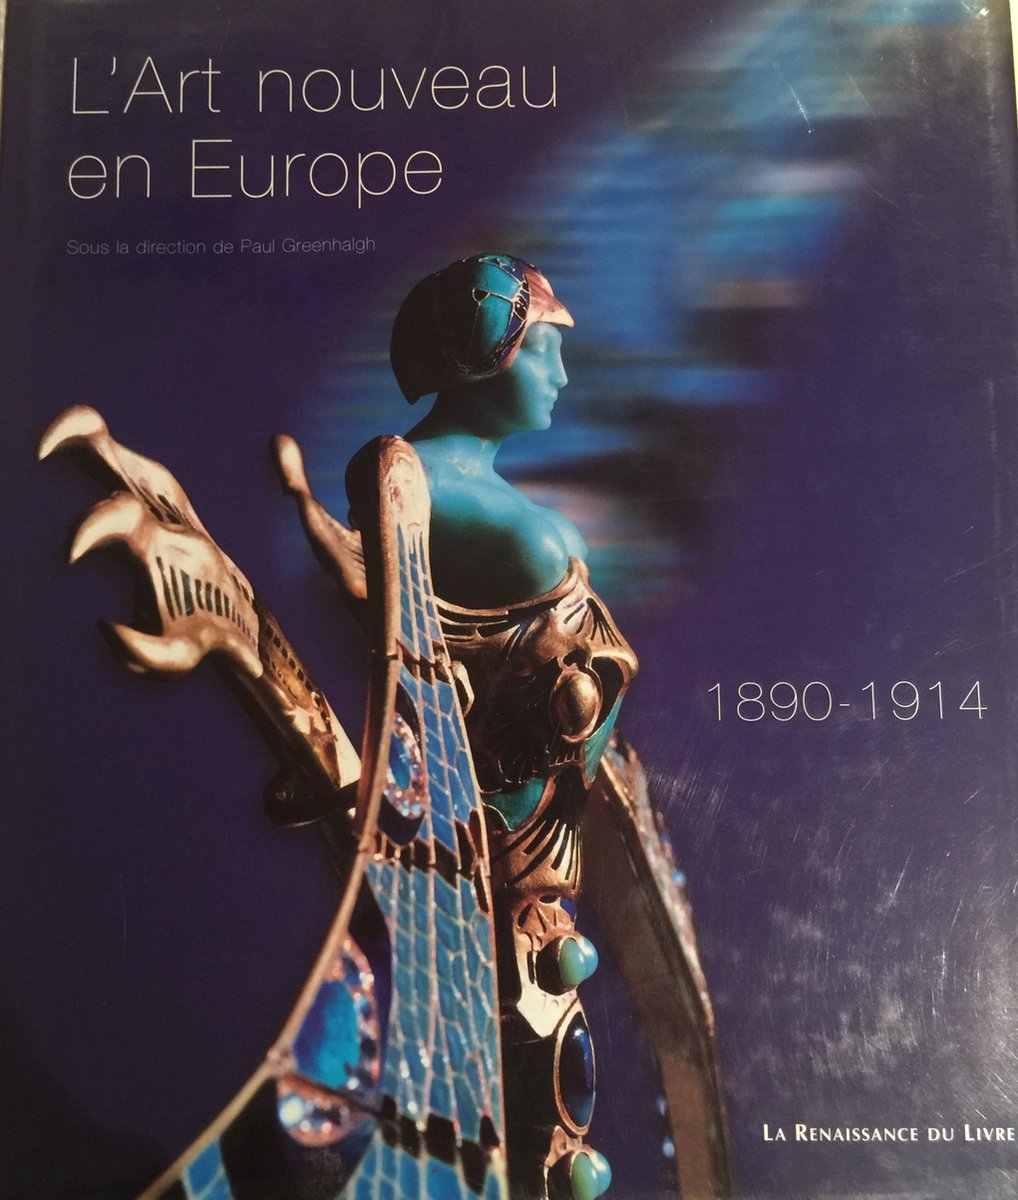 L'Art nouveau
en Europe
Sous la direction de Paul Greenhalgh
1890-1914
LA RENAISSANCE DU LIVRE